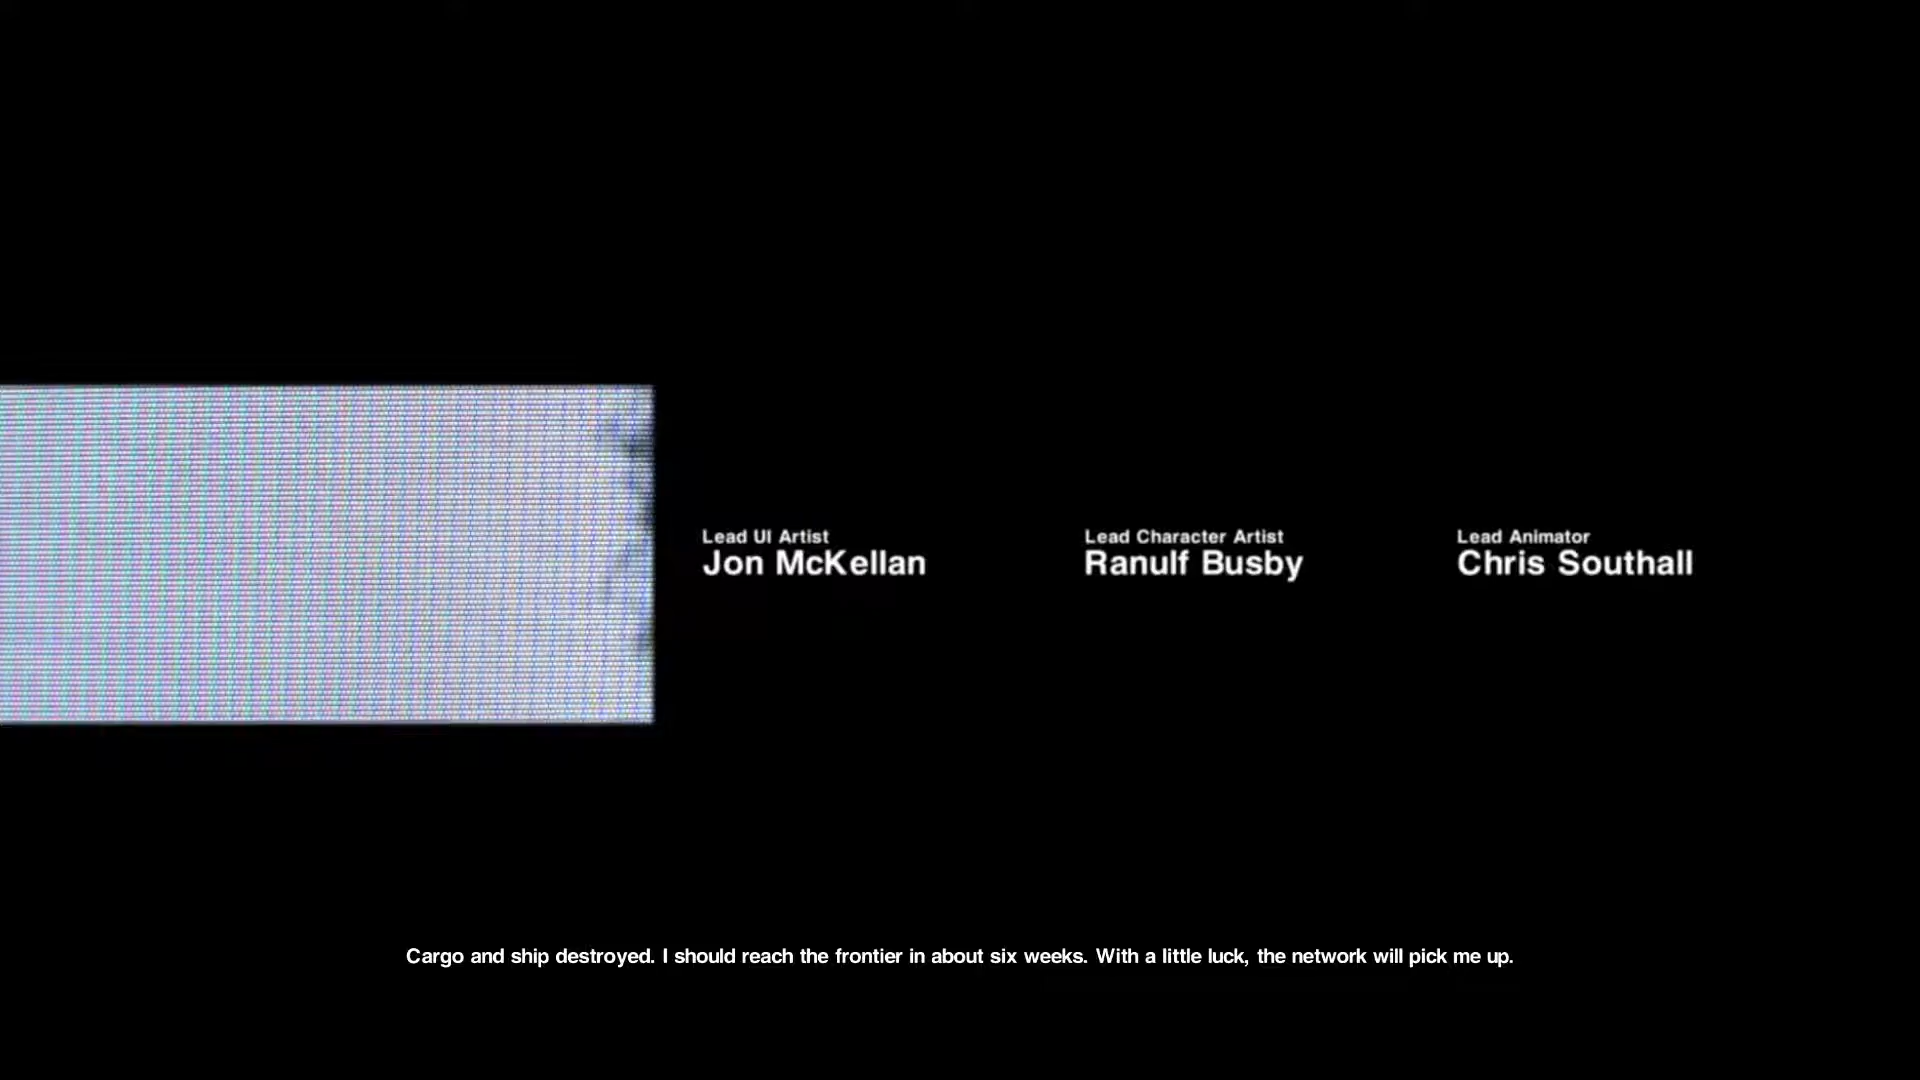 Lead UI Artist
Jon McKellan
Lead Character Artist
Ranulf Busby
Lead Animator
Chris Southall
Cargo and ship destroyed. I should reach the frontier in about six weeks. With a little luck, the network will pick me up.